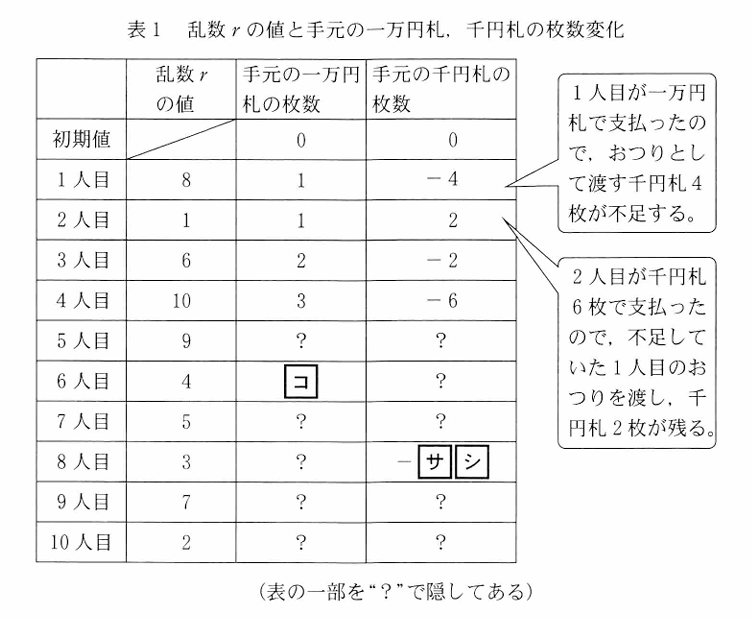 表1 乱数 r の値と手元の一万円札，千円札の枚数変化
乱数 r の値 手元の一万円札の枚数 手元の千円札の枚数
初期値 0 0
1人目 8 1 －4
2人目 1 1 2
3人目 6 2 －2
4人目 10 3 －6
5人目 9 ? ?
6人目 4 コ ?
7人目 5 ? ?
8人目 3 ? －サシ
9人目 7 ? ?
10人目 2 ? ?
1人目が一万円
札で支払ったの
で，おつりとし
て渡す千円札4
枚が不足する。
2人目が千円札
6枚で支払った
ので，不足して
いた1人目のお
つりを渡し，千
円札2枚が残る。
（表の一部を“?”で隠してある）